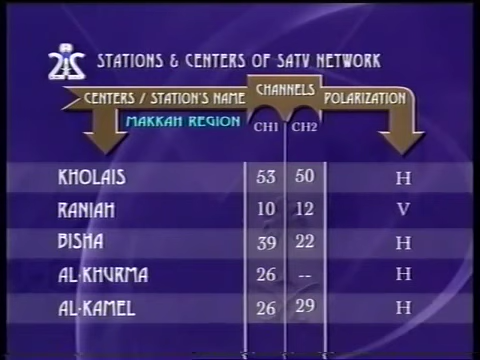 STATIONS & CENTERS OF SATV NETWORK
CENTERS / STATION'S NAME CHANNELS POLARIZATION
MAKKAH REGION CH1 CH2
KHOLAIS 53 50 H
RANIAH 10 12 V
BISHA 39 22 H
AL-KHURMA 26 -- H
AL-KAMEL 26 29 H